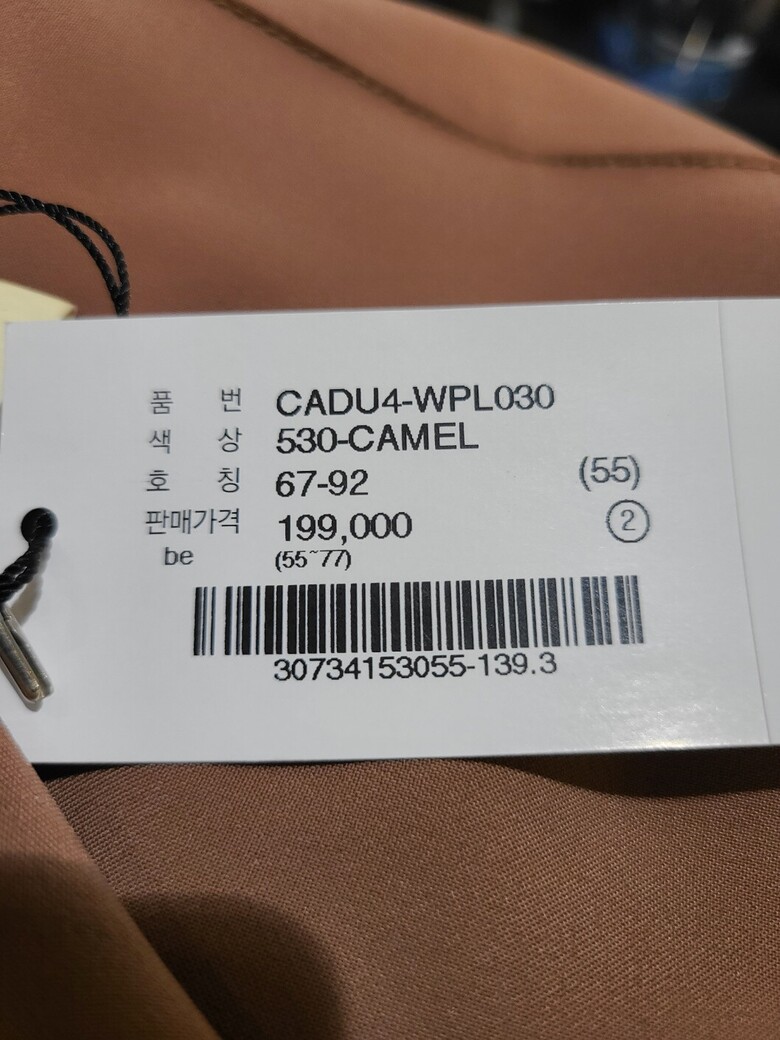 품 번 CADU4-WPL030
색 상 530-CAMEL
호 칭 67-92 (55)
판매가격 199,000 ②
be (55~77)
30734153055-139.3